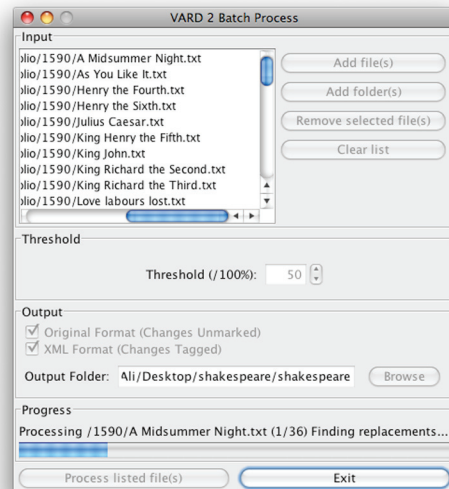 VARD 2 Batch Process
Input
olio/1590/A Midsummer Night.txt
olio/1590/As You Like It.txt
olio/1590/Henry the Fourth.txt
olio/1590/Henry the Sixth.txt
olio/1590/Julius Caesar.txt
olio/1590/King Henry the Fifth.txt
olio/1590/King John.txt
olio/1590/King Richard the Second.txt
olio/1590/King Richard the Third.txt
olio/1590/Love labours lost.txt
Add file(s)
Add folder(s)
Remove selected file(s)
Clear list
Threshold
Threshold (/100%): 50
Output
Original Format (Changes Unmarked)
XML Format (Changes Tagged)
Output Folder: Ali/Desktop/shakespeare/shakespeare Browse
Progress
Processing /1590/A Midsummer Night.txt (1/36) Finding replacements...
Process listed file(s) Exit